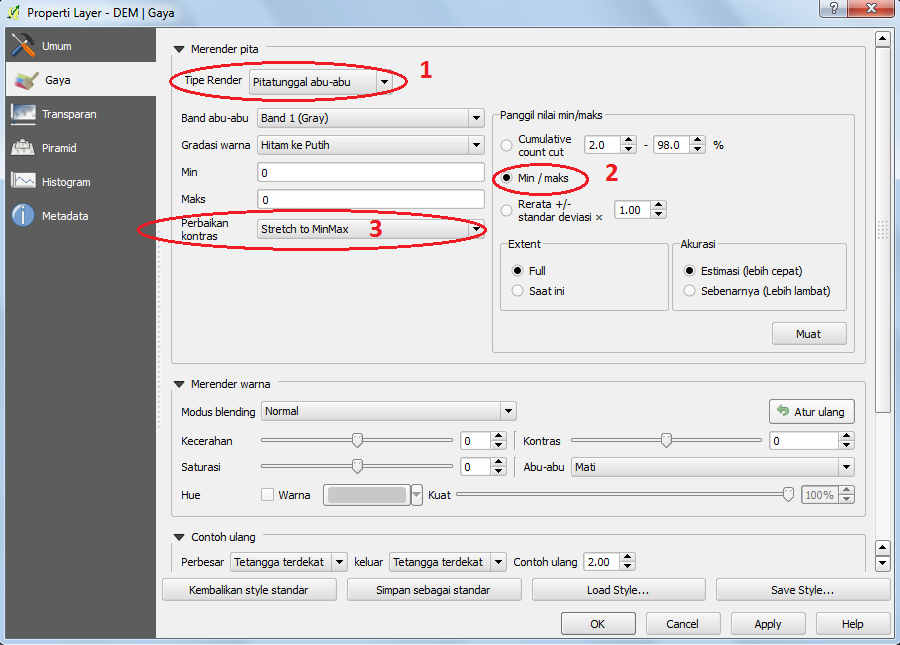 Properti Layer - DEM | Gaya
?
X
Umum
Gaya
Transparan
Piramid
Histogram
Metadata
Merender pita
Tipe Render Pitatunggal abu-abu 1
Band abu-abu Band 1 (Gray)
Gradasi warna Hitam ke Putih
Min 0
Maks 0
Perbaikan
kontras Stretch to MinMax 3
Panggil nilai min/maks
Cumulative
count cut 2.0 - 98.0 %
Min / maks 2
Rerata +/-
standar deviasi × 1.00
Extent
Full
Saat ini
Akurasi
Estimasi (lebih cepat)
Sebenarnya (Lebih lambat)
Muat
Merender warna
Modus blending Normal Atur ulang
Kecerahan 0 Kontras 0
Saturasi 0 Abu-abu Mati
Hue Warna Kuat 100%
Contoh ulang
Perbesar Tetangga terdekat keluar Tetangga terdekat Contoh ulang 2.00
Kembalikan style standar Simpan sebagai standar Load Style... Save Style...
OK Cancel Apply Help